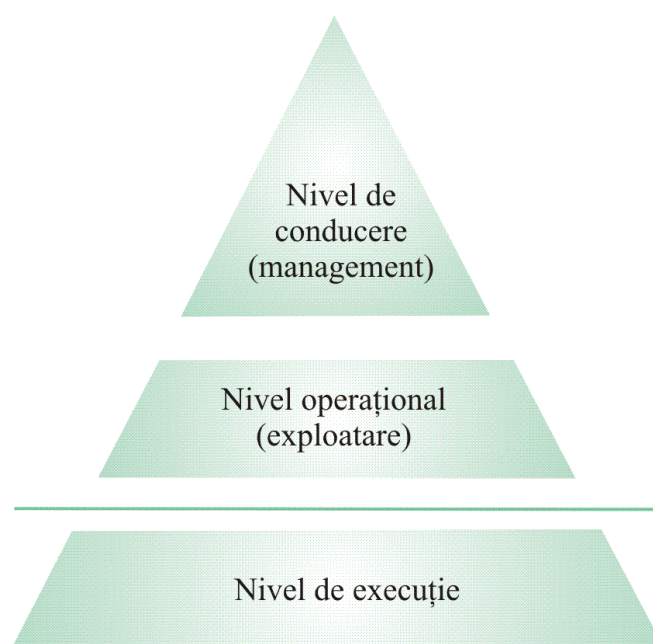 Nivel de
conducere
(management)
Nivel operațional
(exploatare)
Nivel de execuție